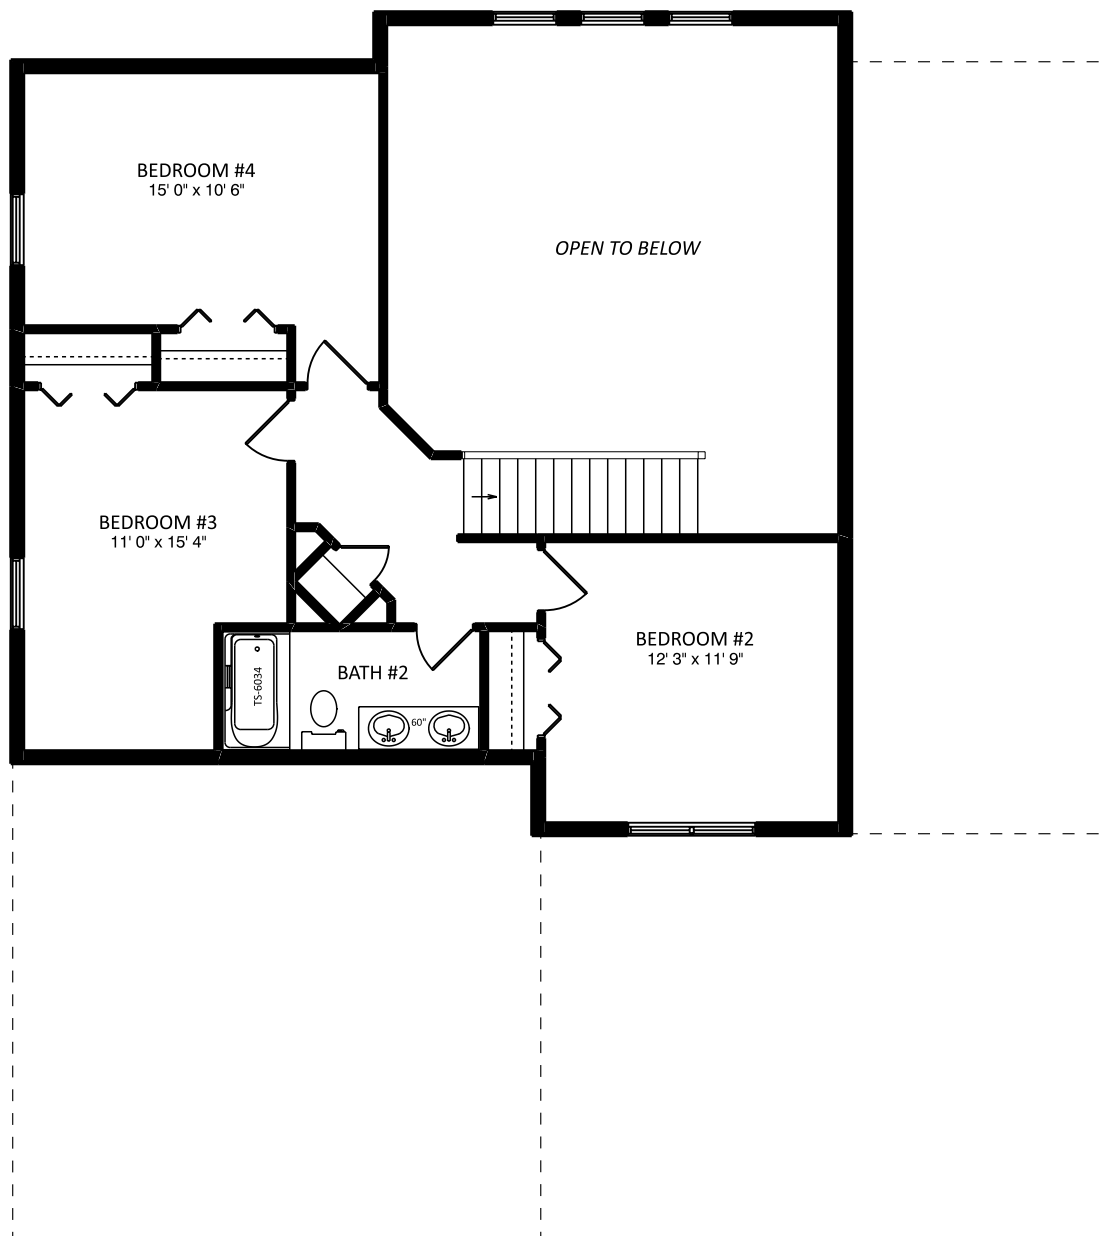 BEDROOM #4
15' 0" x 10' 6"
OPEN TO BELOW
BEDROOM #3
11' 0" x 15' 4"
BEDROOM #2
12' 3" x 11' 9"
BATH #2
TS-6034
60"